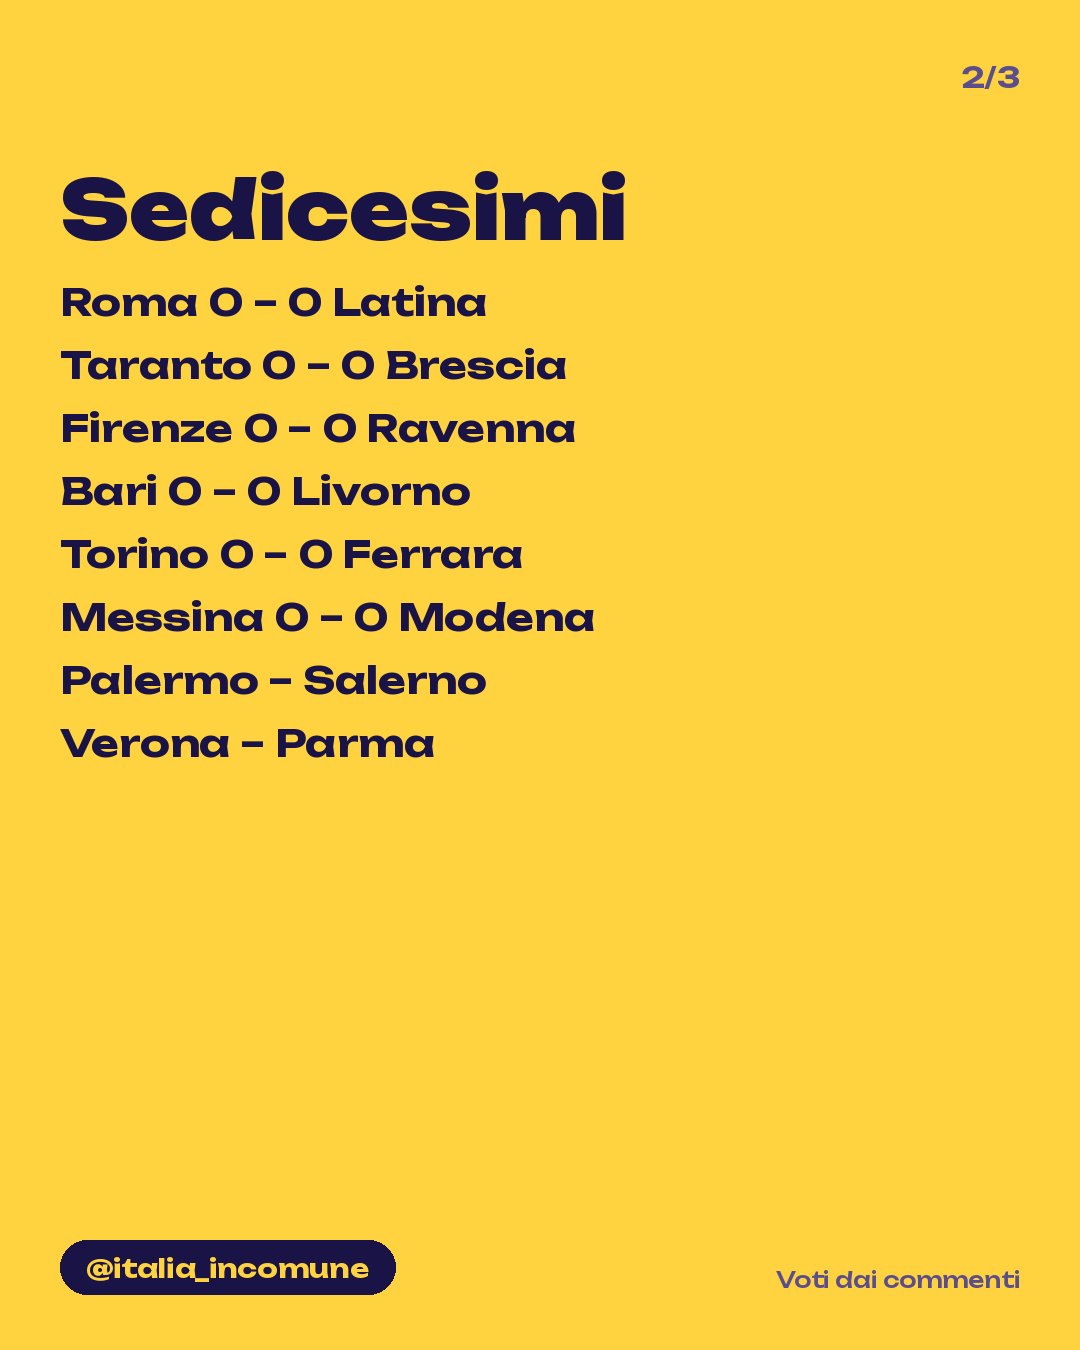 2/3
Sedicesimi
Roma 0 – 0 Latina
Taranto 0 – 0 Brescia
Firenze 0 – 0 Ravenna
Bari 0 – 0 Livorno
Torino 0 – 0 Ferrara
Messina 0 – 0 Modena
Palermo – Salerno
Verona – Parma
@italia_incomune
Voti dai commenti